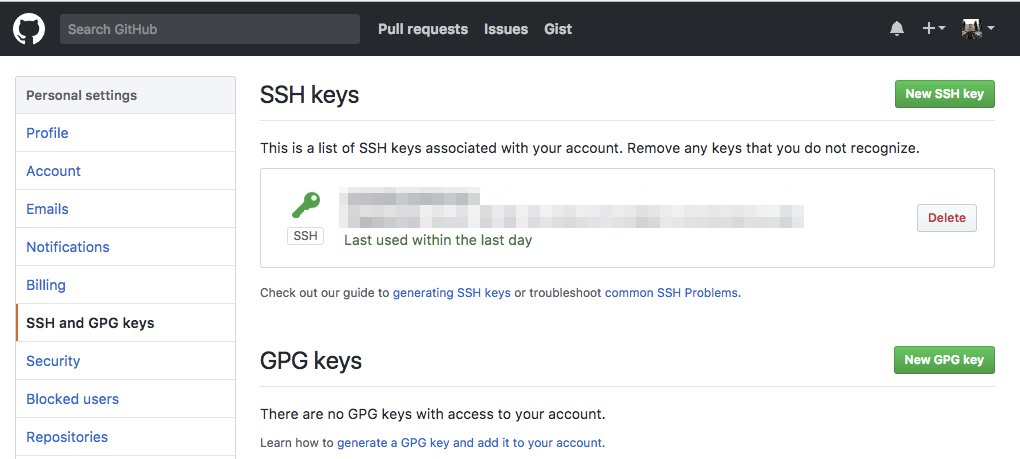 Search GitHub Pull requests Issues Gist
Personal settings
Profile
Account
Emails
Notifications
Billing
SSH and GPG keys
Security
Blocked users
Repositories
SSH keys
New SSH key
This is a list of SSH keys associated with your account. Remove any keys that you do not recognize.
SSH
Last used within the last day
Delete
Check out our guide to generating SSH keys or troubleshoot common SSH Problems.
GPG keys
New GPG key
There are no GPG keys with access to your account.
Learn how to generate a GPG key and add it to your account.